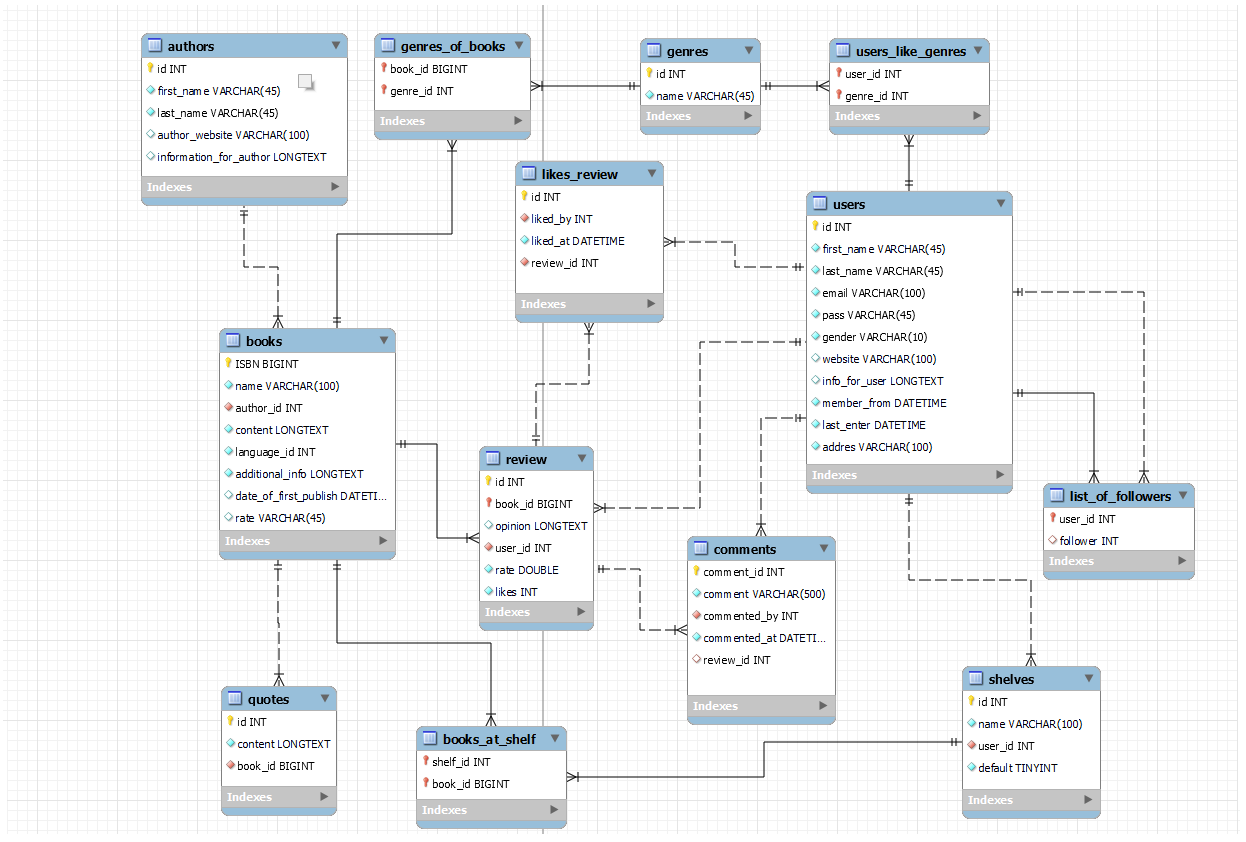 authors
id INT
first_name VARCHAR(45)
last_name VARCHAR(45)
author_website VARCHAR(100)
information_for_author LONGTEXT
Indexes
genres_of_books
book_id BIGINT
genre_id INT
Indexes
genres
id INT
name VARCHAR(45)
Indexes
users_like_genres
user_id INT
genre_id INT
Indexes
likes_review
id INT
liked_by INT
liked_at DATETIME
review_id INT
Indexes
users
id INT
first_name VARCHAR(45)
last_name VARCHAR(45)
email VARCHAR(100)
pass VARCHAR(45)
gender VARCHAR(10)
website VARCHAR(100)
info_for_user LONGTEXT
member_from DATETIME
last_enter DATETIME
addres VARCHAR(100)
Indexes
books
ISBN BIGINT
name VARCHAR(100)
author_id INT
content LONGTEXT
language_id INT
additional_info LONGTEXT
date_of_first_publish DATETI...
rate VARCHAR(45)
Indexes
review
id INT
book_id BIGINT
opinion LONGTEXT
user_id INT
rate DOUBLE
likes INT
Indexes
list_of_followers
user_id INT
follower INT
Indexes
comments
comment_id INT
comment VARCHAR(500)
commented_by INT
commented_at DATETI...
review_id INT
Indexes
quotes
id INT
content LONGTEXT
book_id BIGINT
Indexes
books_at_shelf
shelf_id INT
book_id BIGINT
Indexes
shelves
id INT
name VARCHAR(100)
user_id INT
default TINYINT
Indexes